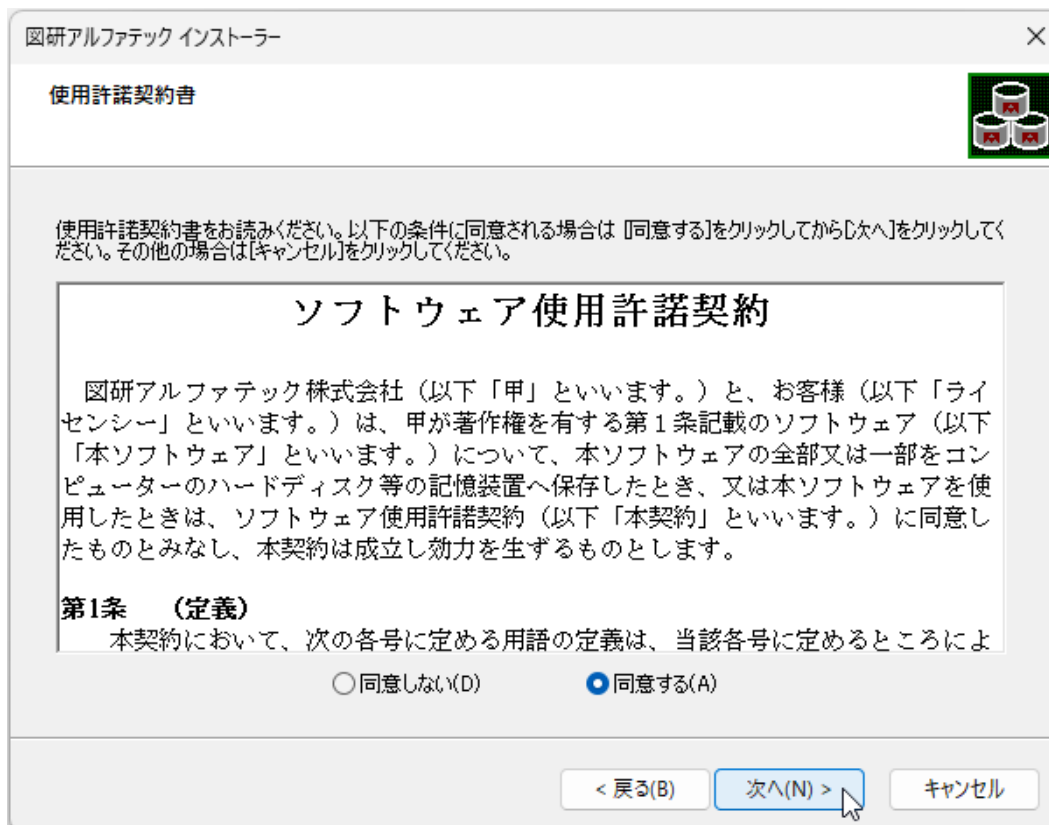 図研アルファテック インストーラー
使用許諾契約書
使用許諾契約書をお読みください。以下の条件に同意される場合は [同意する]をクリックしてから[次へ]をクリックしてく
ださい。その他の場合は[キャンセル]をクリックしてください。
ソフトウェア使用許諾契約
図研アルファテック株式会社（以下「甲」といいます。）と、お客様（以下「ライ
センシー」といいます。）は、甲が著作権を有する第１条記載のソフトウェア（以下
「本ソフトウェア」といいます。）について、本ソフトウェアの全部又は一部をコン
ピューターのハードディスク等の記憶装置へ保存したとき、又は本ソフトウェアを使
用したときは、ソフトウェア使用許諾契約（以下「本契約」といいます。）に同意し
たものとみなし、本契約は成立し効力を生ずるものとします。
第1条　（定義）
本契約において、次の各号に定める用語の定義は、当該各号に定めるところによ
同意しない(D)　同意する(A)
< 戻る(B)　次へ(N) >　キャンセル